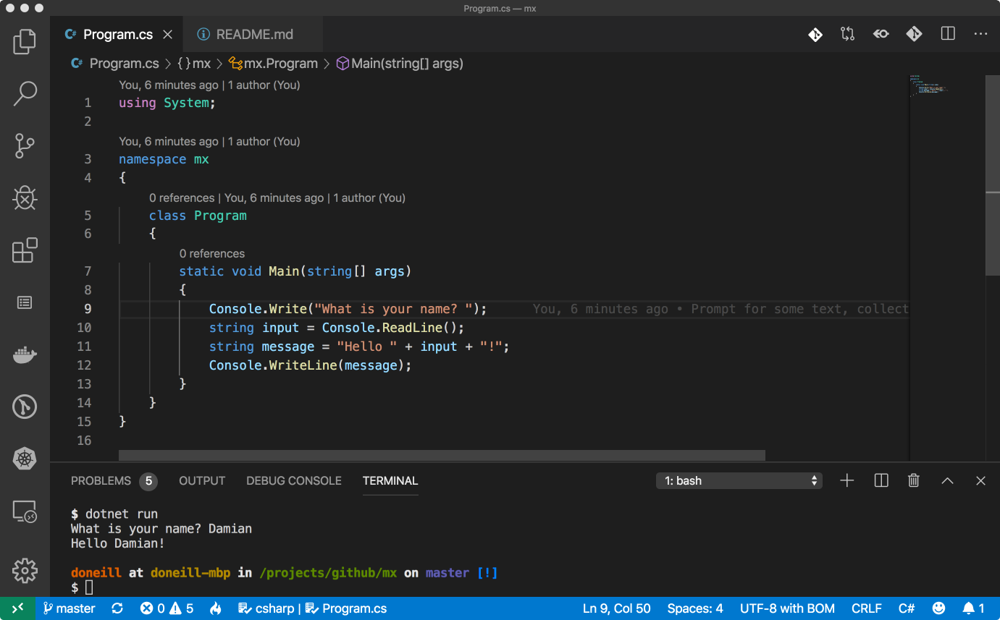 Program.cs — mx
C# Program.cs
README.md
C# Program.cs > {} mx > mx.Program > Main(string[] args)
You, 6 minutes ago | 1 author (You)
1 using System;
2
You, 6 minutes ago | 1 author (You)
3 namespace mx
4 {
0 references | You, 6 minutes ago | 1 author (You)
5 class Program
6 {
0 references
7 static void Main(string[] args)
8 {
9 Console.Write("What is your name? "); You, 6 minutes ago • Prompt for some text, collect
10 string input = Console.ReadLine();
11 string message = "Hello " + input + "!";
12 Console.WriteLine(message);
13 }
14 }
15 }
16
PROBLEMS 5 OUTPUT DEBUG CONSOLE TERMINAL 1: bash
$ dotnet run
What is your name? Damian
Hello Damian!
doneill at doneill-mbp in /projects/github/mx on master [!]
$
master 0 5 csharp | Program.cs Ln 9, Col 50 Spaces: 4 UTF-8 with BOM CRLF C# 1